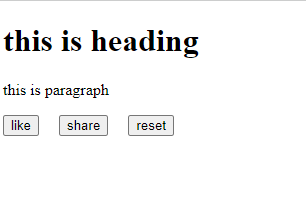 this is heading
this is paragraph
like share reset